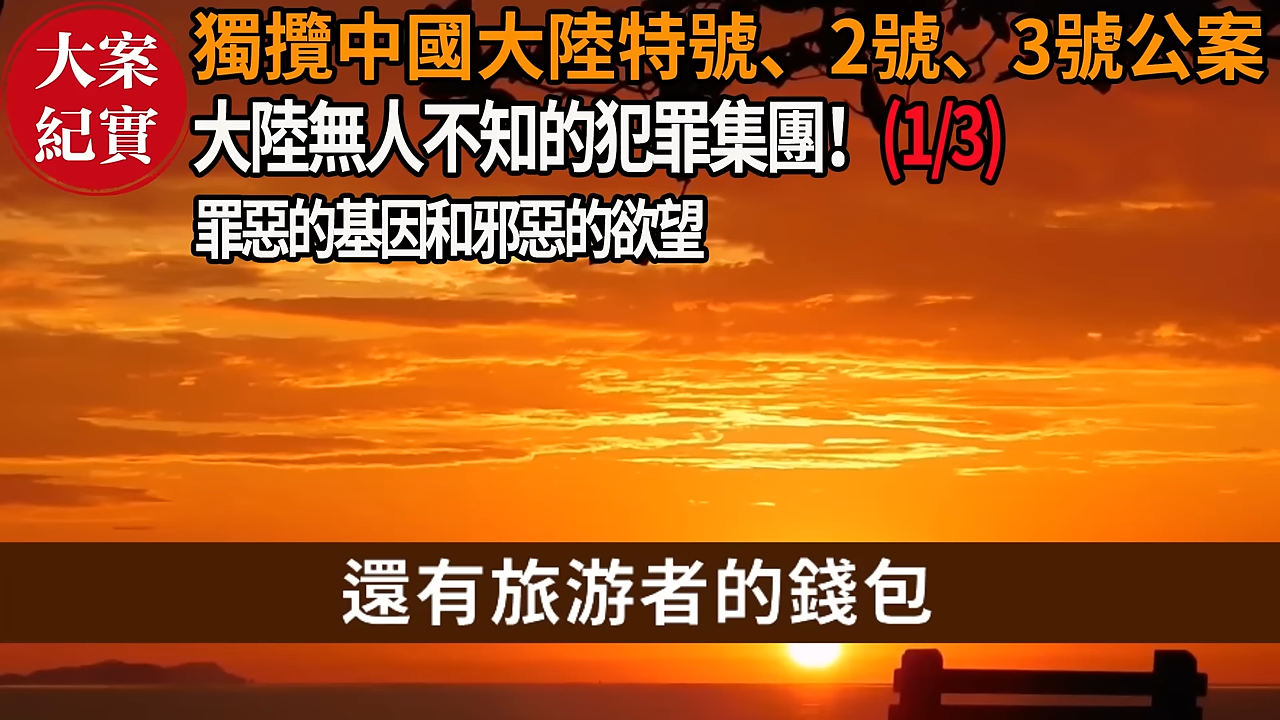 大案
紀實
獨攬中國大陸特號、2號、3號公案
大陸無人不知的犯罪集團！(1/3)
罪惡的基因和邪惡的欲望
還有旅游者的錢包